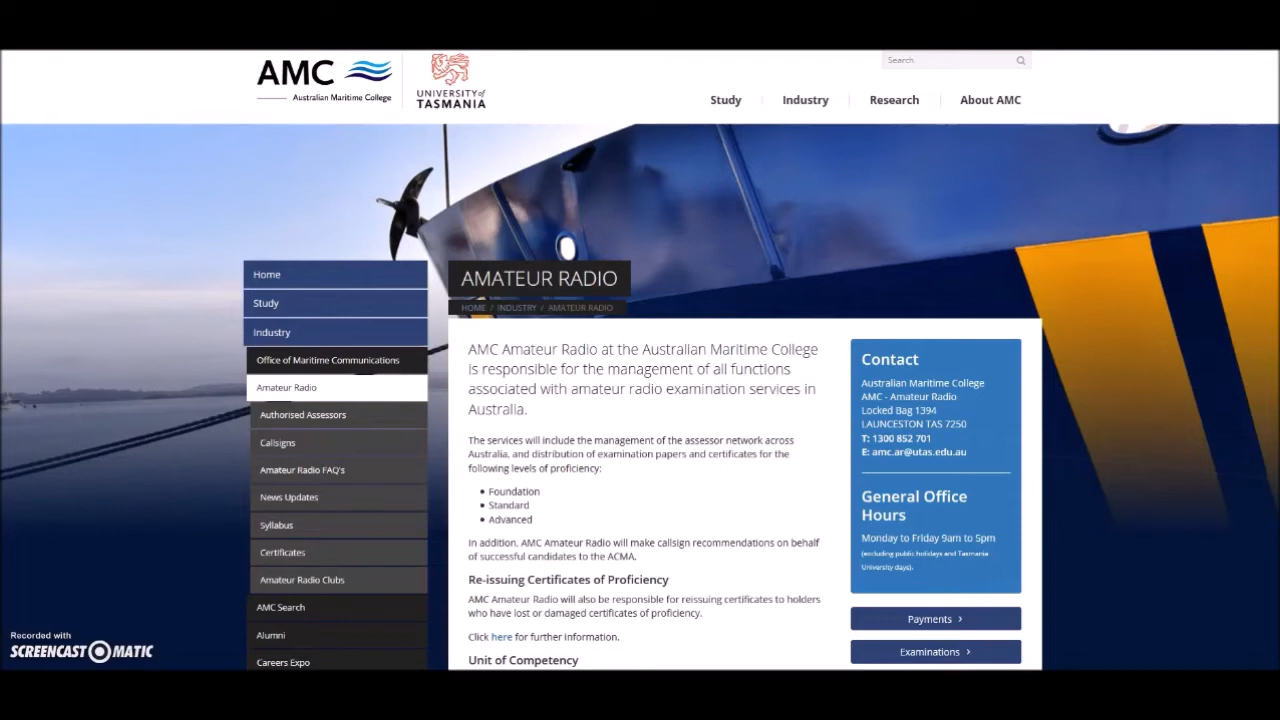 AMC
Australian Maritime College
UNIVERSITY of
TASMANIA
Search
Study
Industry
Research
About AMC
Home
Study
Industry
Office of Maritime Communications
Amateur Radio
Authorised Assessors
Callsigns
Amateur Radio FAQ's
News Updates
Syllabus
Certificates
Amateur Radio Clubs
AMC Search
Alumni
Careers Expo
AMATEUR RADIO
HOME / INDUSTRY / AMATEUR RADIO
AMC Amateur Radio at the Australian Maritime College
is responsible for the management of all functions
associated with amateur radio examination services in
Australia.
The services will include the management of the assessor network across
Australia, and distribution of examination papers and certificates for the
following levels of proficiency:
• Foundation
• Standard
• Advanced
In addition, AMC Amateur Radio will make callsign recommendations on behalf
of successful candidates to the ACMA.
Re-issuing Certificates of Proficiency
AMC Amateur Radio will also be responsible for reissuing certificates to holders
who have lost or damaged certificates of proficiency.
Click here for further information.
Unit of Competency
Contact
Australian Maritime College
AMC - Amateur Radio
Locked Bag 1394
LAUNCESTON TAS 7250
T: 1300 852 701
E: amc.ar@utas.edu.au
General Office
Hours
Monday to Friday 9am to 5pm
(excluding public holidays and Tasmania
University days).
Payments >
Examinations >
Recorded with
SCREENCAST-O-MATIC